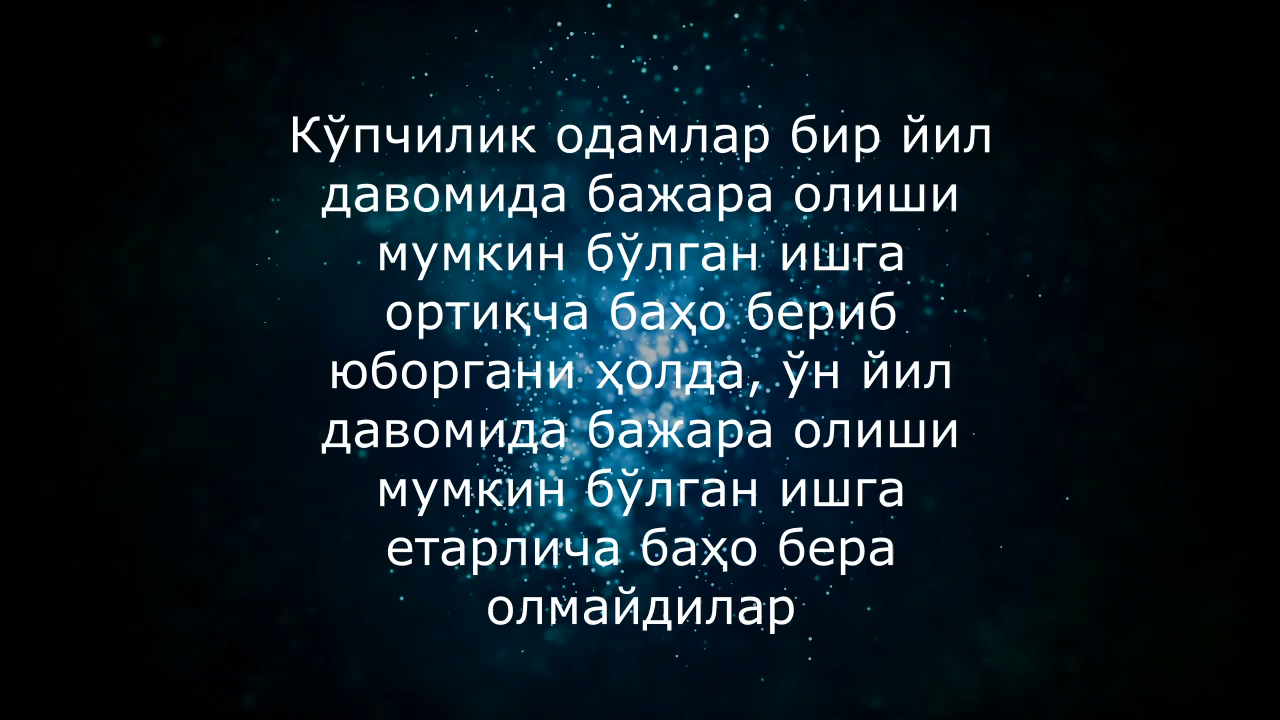 Кўпчилик одамлар бир йил
давомида бажара олиши
мумкин бўлган ишга
ортиқча баҳо бериб
юборгани ҳолда, ўн йил
давомида бажара олиши
мумкин бўлган ишга
етарлича баҳо бера
олмайдилар